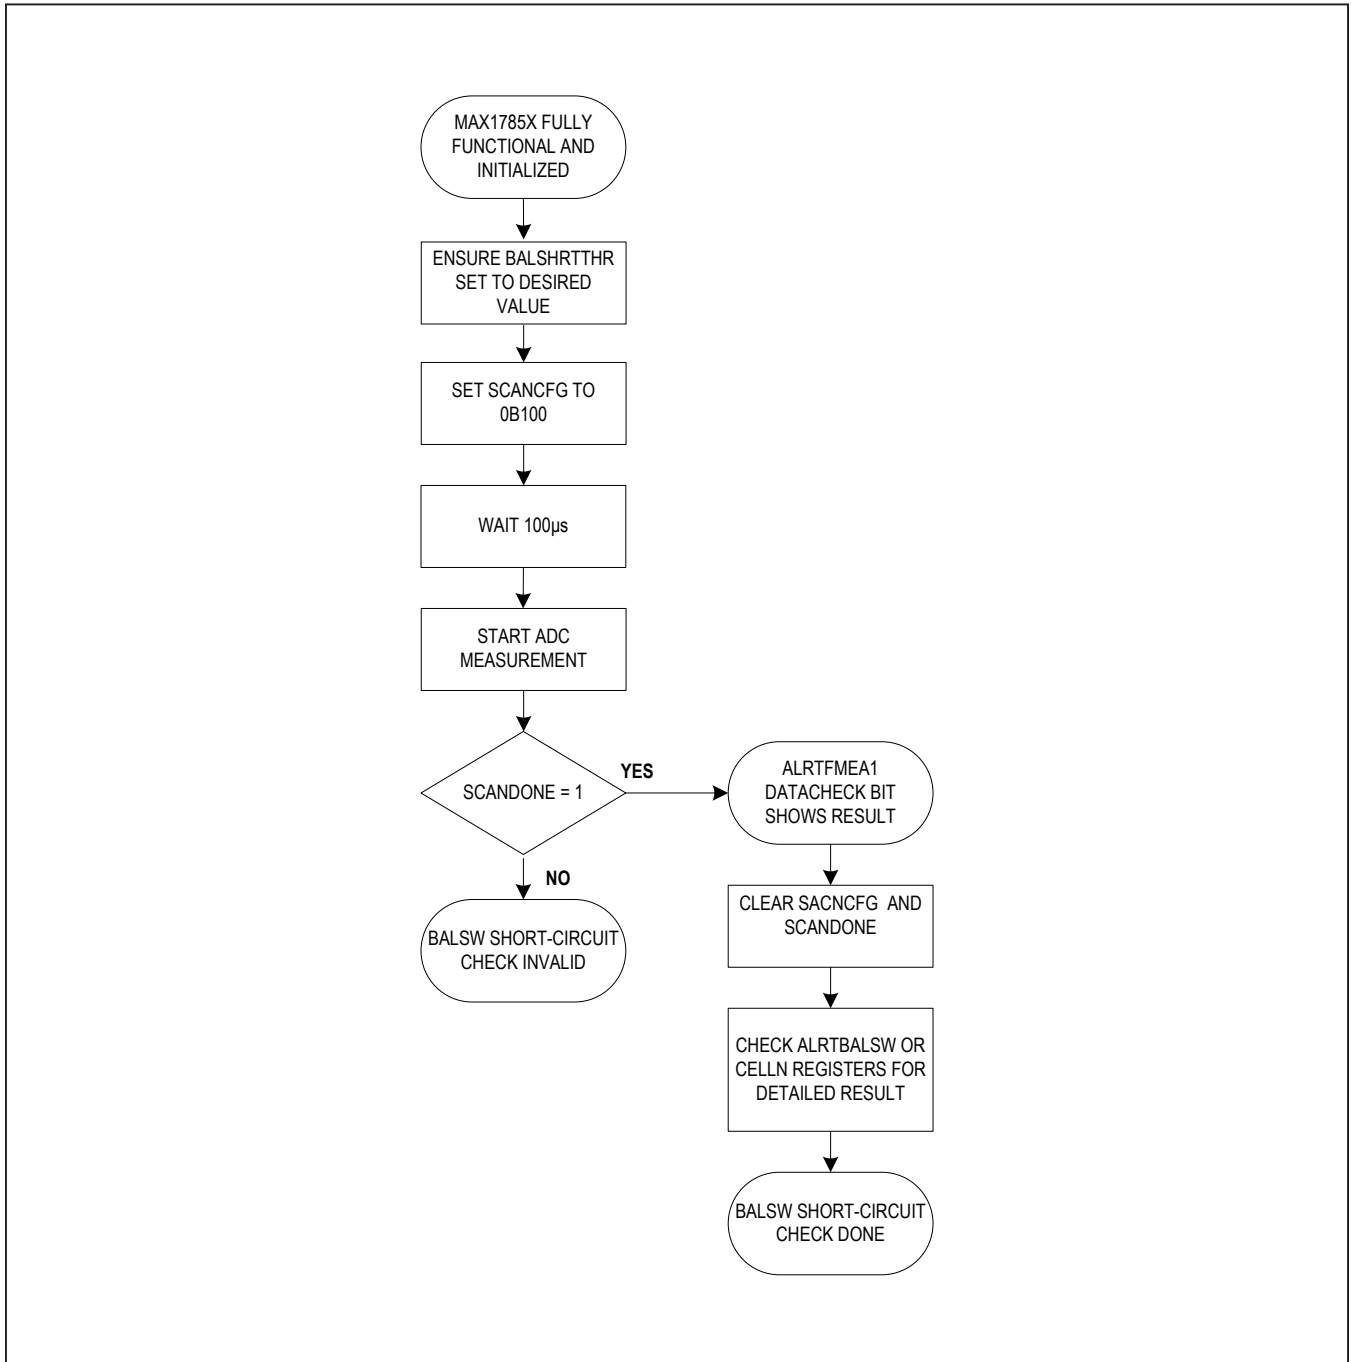 MAX1785X FULLY
FUNCTIONAL AND
INITIALIZED
ENSURE BALSHRTTHR
SET TO DESIRED
VALUE
SET SCANCFG TO
0B100
WAIT 100µs
START ADC
MEASUREMENT
SCANDONE = 1
YES
NO
BALSW SHORT-CIRCUIT
CHECK INVALID
ALRTFMEA1
DATACHECK BIT
SHOWS RESULT
CLEAR SACNCFG AND
SCANDONE
CHECK ALRTBALSW OR
CELLN REGISTERS FOR
DETAILED RESULT
BALSW SHORT-CIRCUIT
CHECK DONE